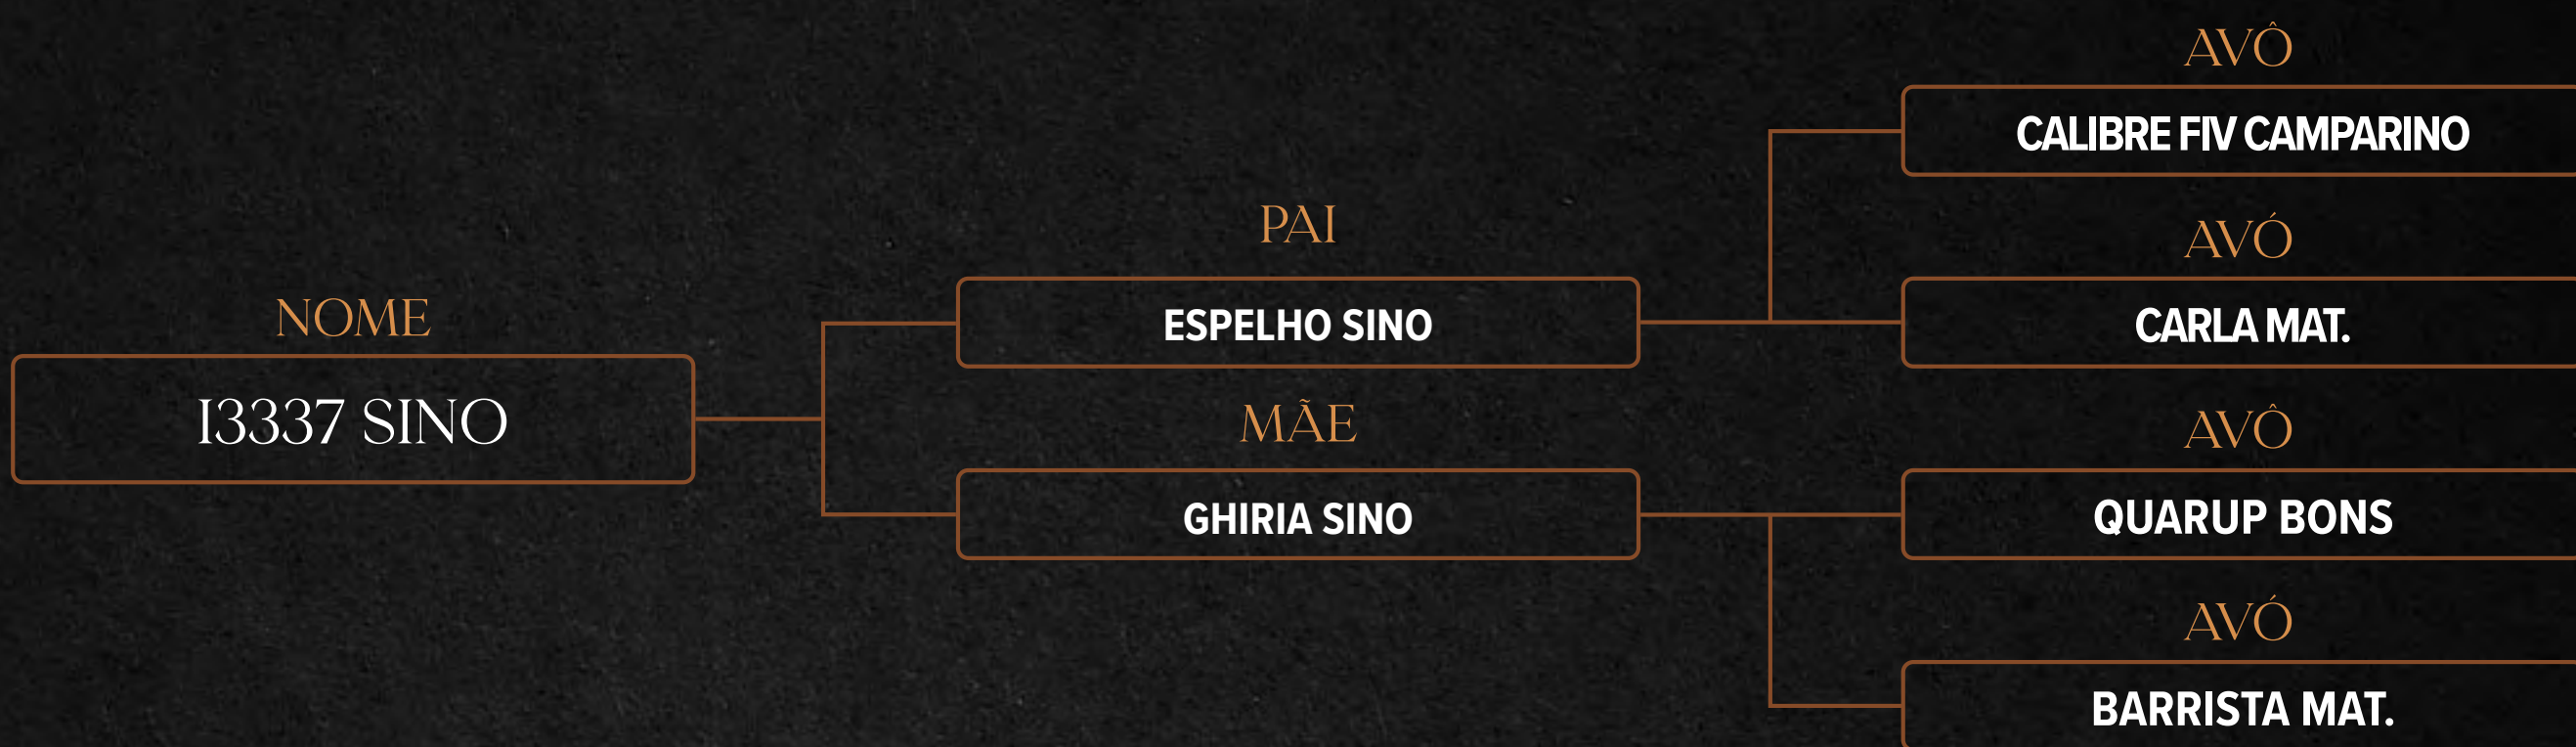 NOME
I3337 SINO
PAI
ESPELHO SINO
MÃE
GHIRIA SINO
AVÔ
CALIBRE FIV CAMPARINO
AVÓ
CARLA MAT.
AVÔ
QUARUP BONS
AVÓ
BARRISTA MAT.